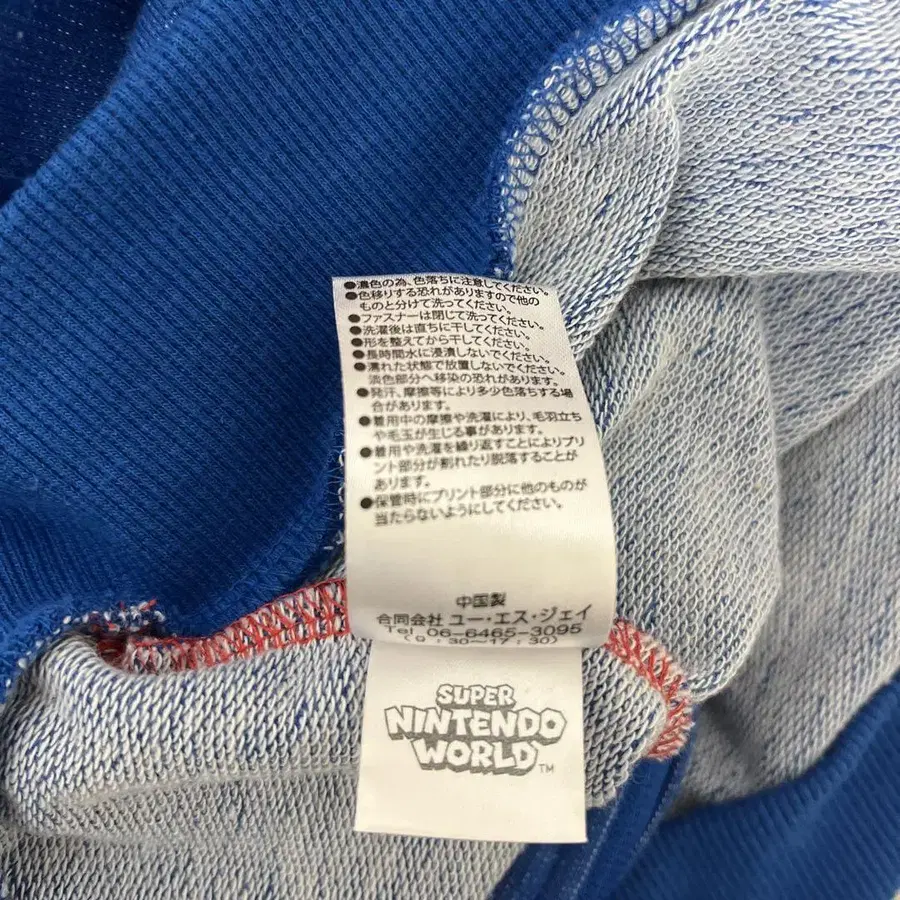 ●濃色の為、色落ちに注意してください。
●色移りする恐れがありますので他の
ものと分けて洗ってください。
●ファスナーは閉じて洗ってください。
●洗濯後は直ちに干してください。
●形を整えてから干してください。
●長時間水に浸漬しないでください。
●濡れた状態で放置しないでください。
淡色部分へ移染の恐れがあります。
●発汗、摩擦等により多少色落ちする場
合があります。
●着用中の摩擦や洗濯により、毛羽立ち
や毛玉が生じる事があります。
●着用や洗濯を繰り返すことによりプリ
ント部分が割れたり脱落することが
あります。
●保管時にプリント部分に他のものが
当たらないようにしてください。
中国製
合同会社 ユー・エス・ジェイ
Tel 06-6465-3095
(9:30-17:30)
SUPER
NINTENDO
WORLD™